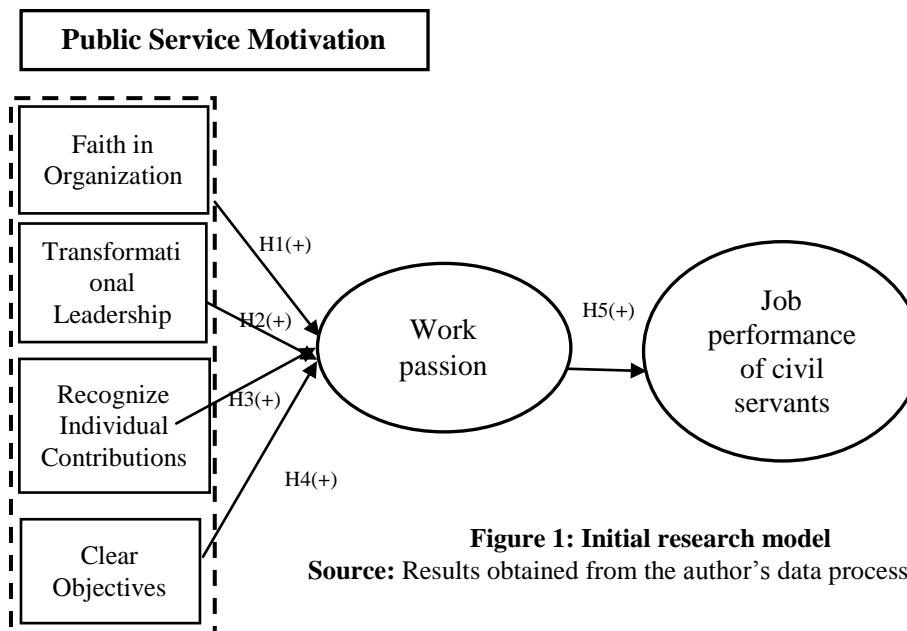 Public Service Motivation
Faith in
Organization
Transformati
onal
Leadership
Recognize
Individual
Contributions
Clear
Objectives
H1(+)
H2(+)
H3(+)
H4(+)
Work
passion
H5(+)
Job
performance
of civil
servants
Figure 1: Initial research model
Source: Results obtained from the author's data process